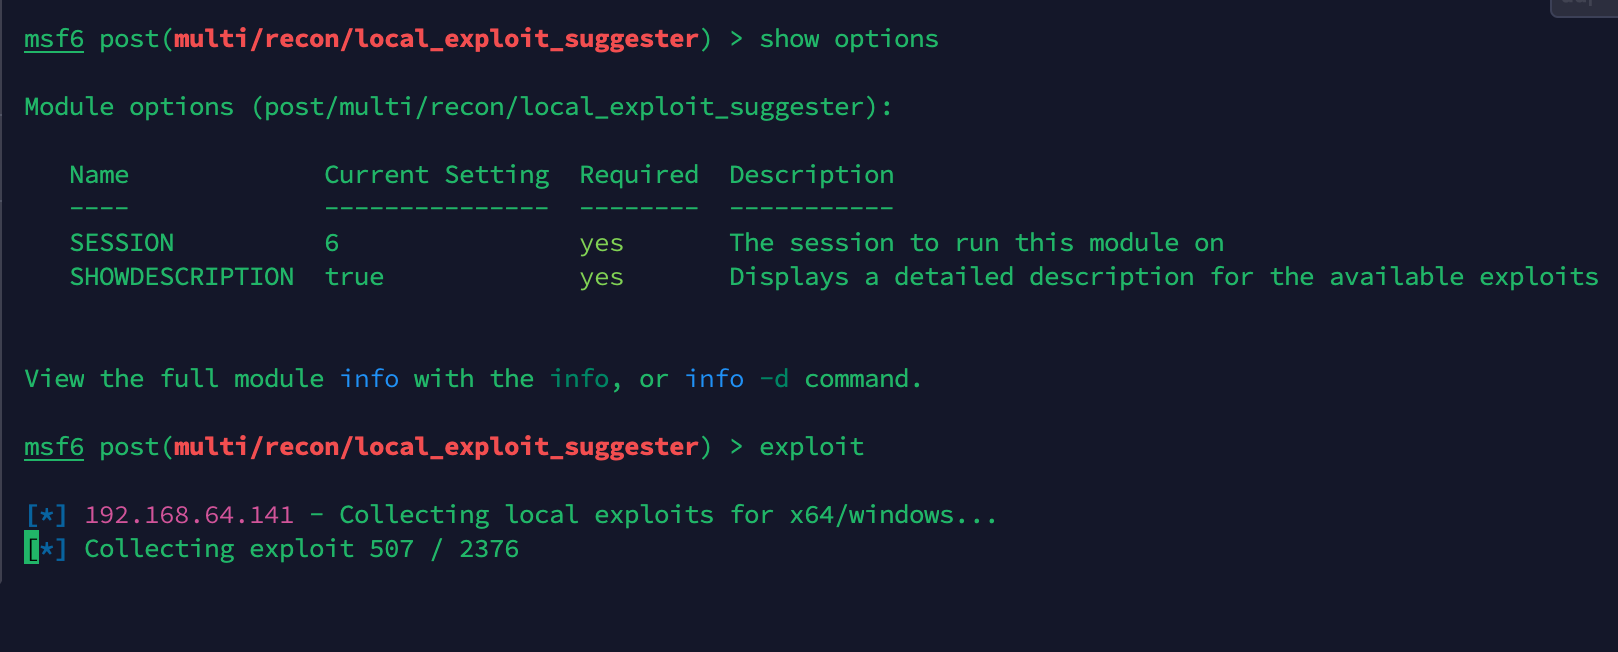 msf6 post(multi/recon/local_exploit_suggester) > show options
Module options (post/multi/recon/local_exploit_suggester):
Name Current Setting Required Description
---- --------------- -------- -----------
SESSION 6 yes The session to run this module on
SHOWDESCRIPTION true yes Displays a detailed description for the available exploits
View the full module info with the info, or info -d command.
msf6 post(multi/recon/local_exploit_suggester) > exploit
[*] 192.168.64.141 - Collecting local exploits for x64/windows...
[*] Collecting exploit 507 / 2376